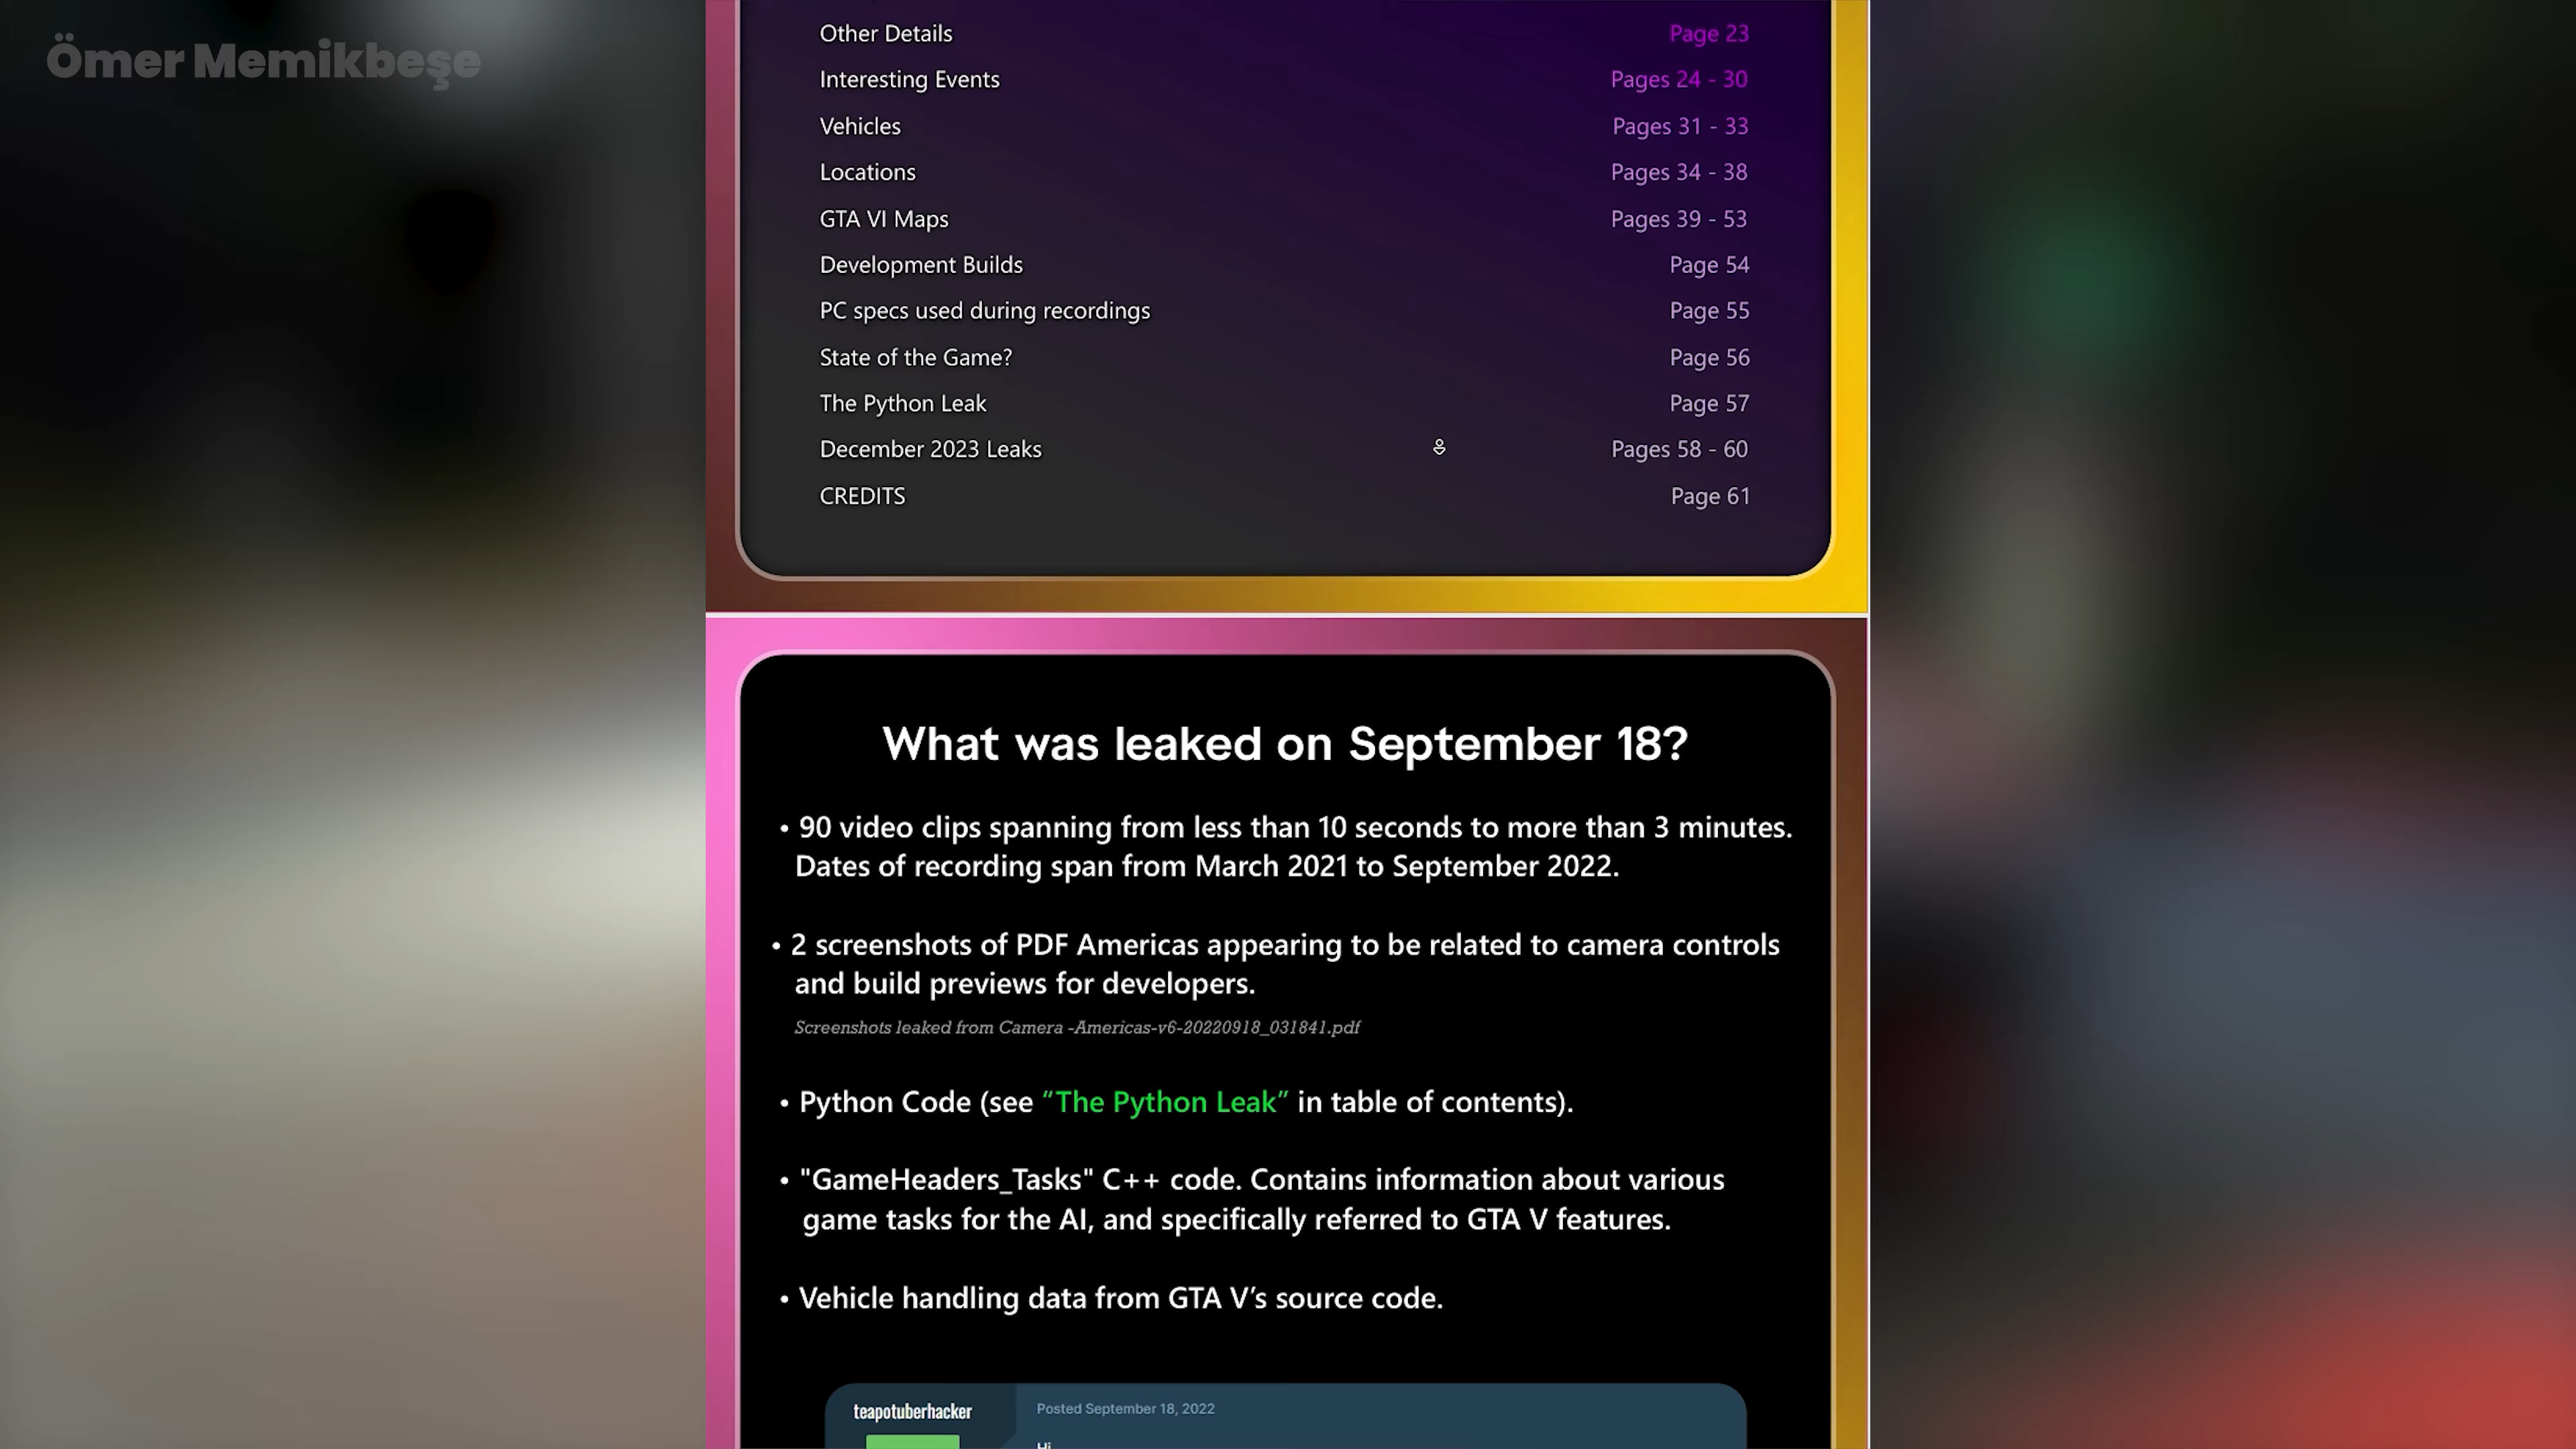 Ömer Memikbeşe
Other Details Page 23
Interesting Events Pages 24 - 30
Vehicles Pages 31 - 33
Locations Pages 34 - 38
GTA VI Maps Pages 39 - 53
Development Builds Page 54
PC specs used during recordings Page 55
State of the Game? Page 56
The Python Leak Page 57
December 2023 Leaks Pages 58 - 60
CREDITS Page 61
What was leaked on September 18?
• 90 video clips spanning from less than 10 seconds to more than 3 minutes.
Dates of recording span from March 2021 to September 2022.
• 2 screenshots of PDF Americas appearing to be related to camera controls
and build previews for developers.
Screenshots leaked from Camera -Americas-v6-20220918_031841.pdf
• Python Code (see “The Python Leak” in table of contents).
• "GameHeaders_Tasks" C++ code. Contains information about various
game tasks for the AI, and specifically referred to GTA V features.
• Vehicle handling data from GTA V’s source code.
teapotuberhacker Posted September 18, 2022
Hi